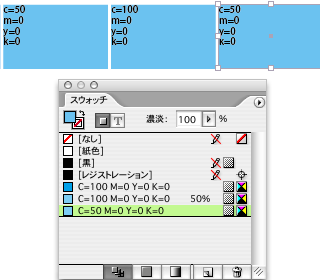 c=50
m=0
y=0
k=0
c=100
m=0
y=0
k=0
c=50
m=0
y=0
k=0
スウォッチ
T
濃淡: 100 %
[なし]
[紙色]
[黒]
[レジストレーション]
C=100 M=0 Y=0 K=0
C=100 M=0 Y=0 K=0 50%
C=50 M=0 Y=0 K=0